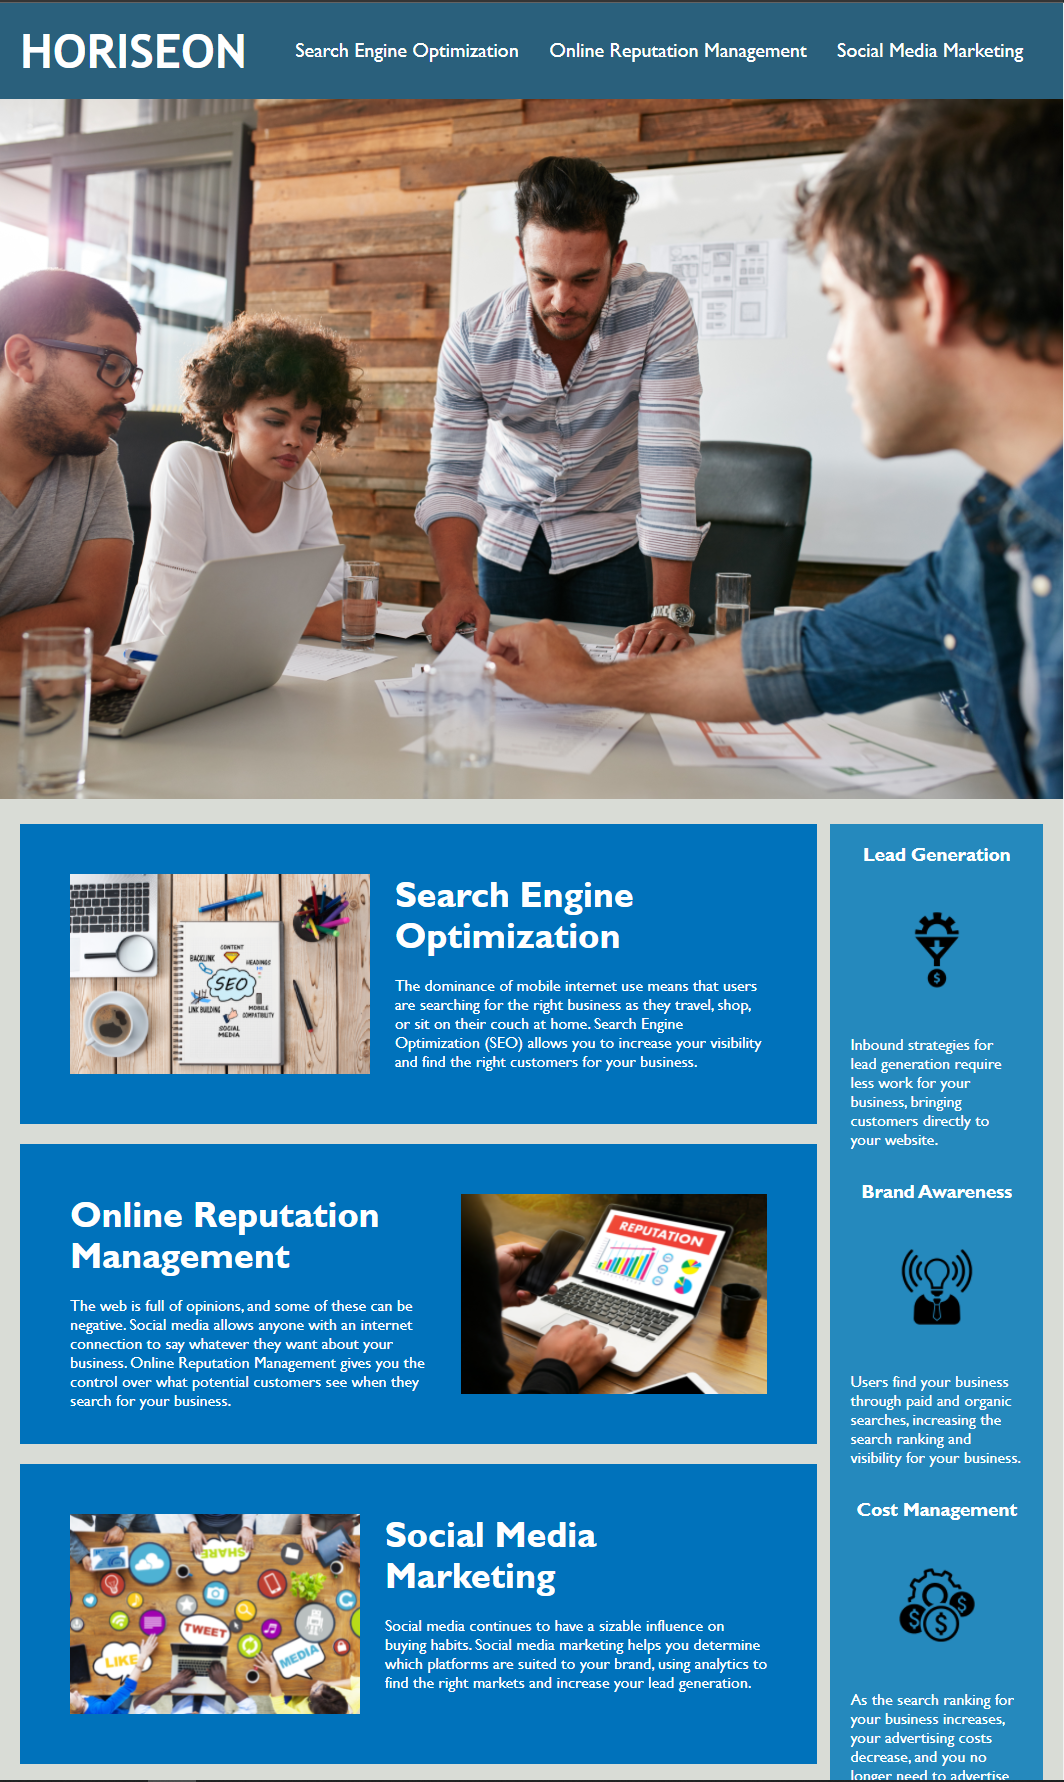 HORISEON
Search Engine Optimization
Online Reputation Management
Social Media Marketing
CONTENT
BACKLINK
HEADINGS
SEO
LINK BUILDING
MOBILE
COMPATIBILITY
SOCIAL
MEDIA
Search Engine
Optimization
The dominance of mobile internet use means that users
are searching for the right business as they travel, shop,
or sit on their couch at home. Search Engine
Optimization (SEO) allows you to increase your visibility
and find the right customers for your business.
Online Reputation
Management
The web is full of opinions, and some of these can be
negative. Social media allows anyone with an internet
connection to say whatever they want about your
business. Online Reputation Management gives you the
control over what potential customers see when they
search for your business.
REPUTATION
SHARE
TWEET
LIKE
MEDIA
Social Media
Marketing
Social media continues to have a sizable influence on
buying habits. Social media marketing helps you determine
which platforms are suited to your brand, using analytics to
find the right markets and increase your lead generation.
Lead Generation
$
Inbound strategies for
lead generation require
less work for your
business, bringing
customers directly to
your website.
Brand Awareness
Users find your business
through paid and organic
searches, increasing the
search ranking and
visibility for your business.
Cost Management
$ $ $
As the search ranking for
your business increases,
your advertising costs
decrease, and you no
longer need to advertise